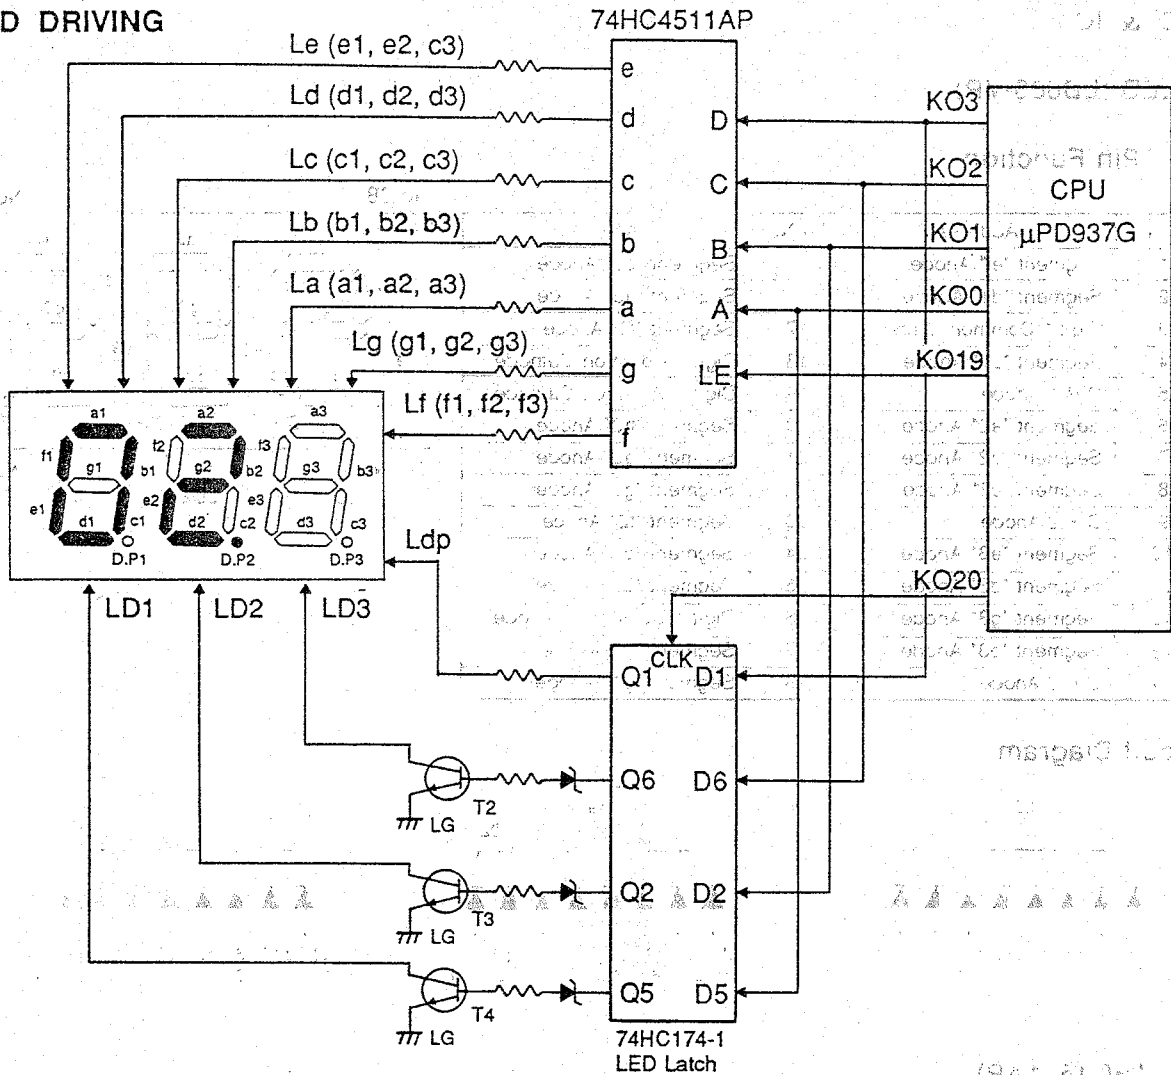 D DRIVING
74HC4511AP
Le (e1, e2, c3)
Ld (d1, d2, d3)
Lc (c1, c2, c3)
Lb (b1, b2, b3)
La (a1, a2, a3)
Lg (g1, g2, g3)
Lf (f1, f2, f3)
e
d
c
b
a
g
f
D
C
B
A
LE
KO3
KO2
KO1
KO0
KO19
KO20
CPU
µPD937G
a1
f1
g1
b1
e1
d1
c1
D.P1
a2
f2
g2
b2
e2
d2
c2
D.P2
a3
f3
g3
b3
e3
d3
c3
D.P3
Ldp
LD1
LD2
LD3
CLK
Q1
D1
Q6
D6
Q2
D2
Q5
D5
T2
LG
T3
LG
T4
LG
74HC174-1
LED Latch